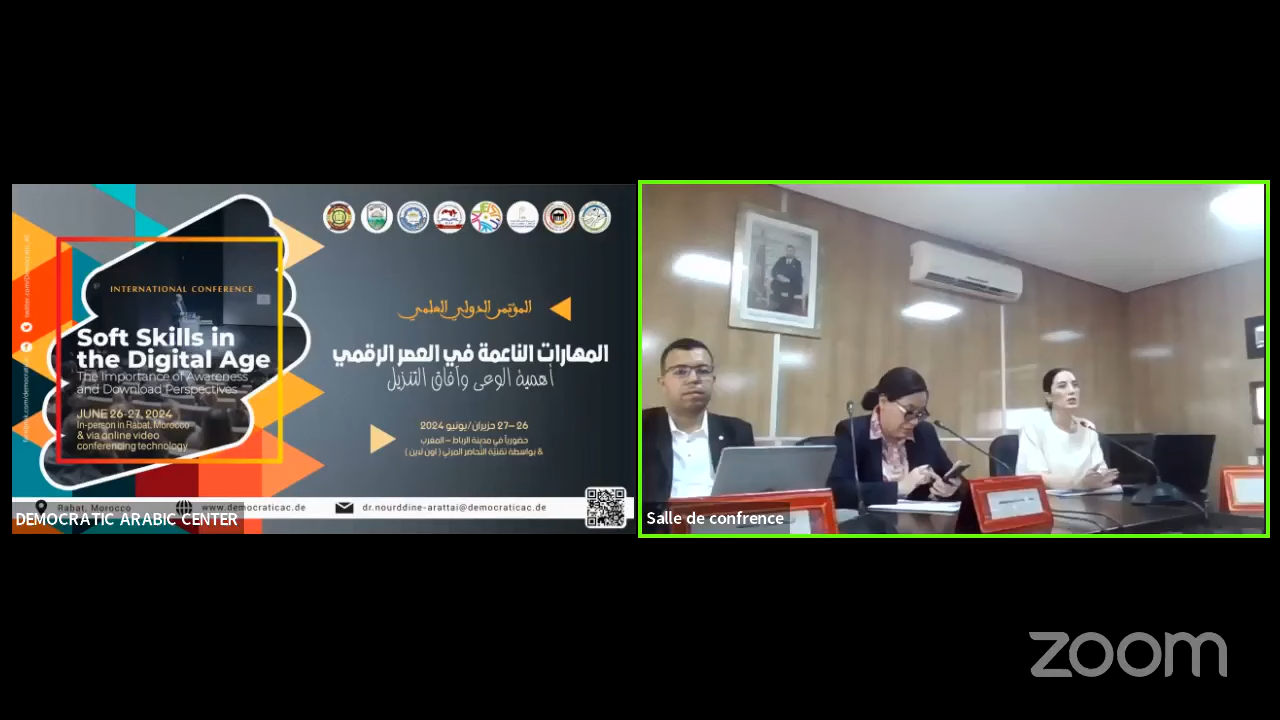 INTERNATIONAL CONFERENCE
Soft Skills in
the Digital Age
The Importance of Awareness
and Download Perspectives
JUNE 26-27, 2024
In-person in Rabat, Morocco
& via online video
conferencing technology
المؤتمر الدولي العلمي
المهارات الناعمة في العصر الرقمي
أهمية الوعي وآفاق التنزيل
26–27 حزيران/يونيو 2024
حضورياً في مدينة الرباط – المغرب
& بواسطة تقنيّة التحاضر المرئي ( اون لاين )
Rabat, Morocco
www.democraticac.de
dr.nourddine-arattai@democraticac.de
DEMOCRATIC ARABIC CENTER
Salle de confrence
zoom